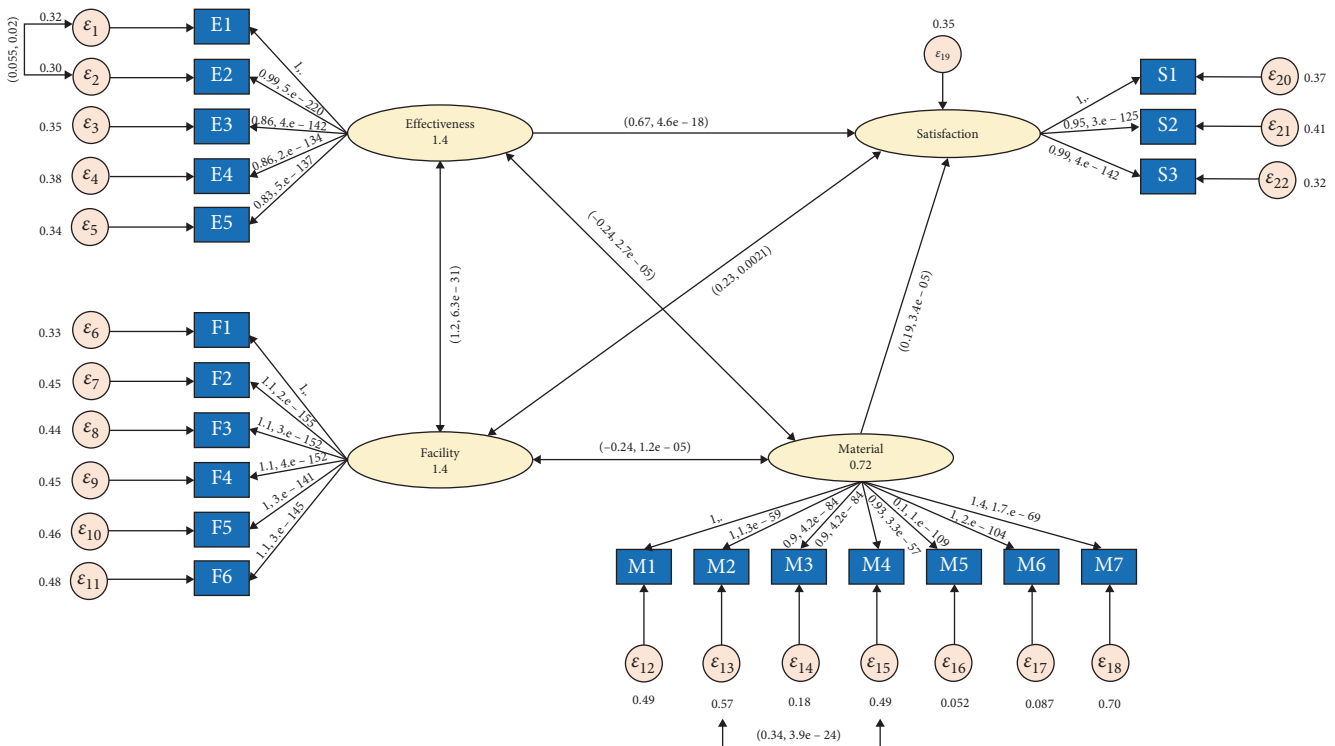 0.32
ε1
E1
(0.055, 0.02)
0.30
ε2
E2
0.35
ε3
E3
0.38
ε4
E4
0.34
ε5
E5
1,.
0.99, 5.e − 220
0.86, 4.e − 142
0.86, 2.e − 134
0.83, 5.e − 137
Effectiveness
1.4
(0.67, 4.6e − 18)
0.35
ε19
Satisfaction
1,.
0.95, 3.e − 125
0.99, 4.e − 142
S1
ε20
0.37
S2
ε21
0.41
S3
ε22
0.32
(−0.24, 2.7e − 05)
(0.23, 0.0021)
(1.2, 6.3e − 31)
(0.19, 3.4e − 05)
0.33
ε6
F1
0.45
ε7
F2
0.44
ε8
F3
0.45
ε9
F4
0.46
ε10
F5
0.48
ε11
F6
1,.
1.1, 2.e − 155
1.1, 3.e − 152
1.1, 4.e − 152
1, 3.e − 141
1.1, 3.e − 145
Facility
1.4
(−0.24, 1.2e − 05)
Material
0.72
1,.
1,1.3e − 59
0.9, 4.2e − 84
0.9, 4.2e − 84
0.93, 3.3e − 57
0.1, 1.e − 109
1, 2.e − 104
1.4, 1.7.e − 69
M1
M2
M3
M4
M5
M6
M7
ε12
ε13
ε14
ε15
ε16
ε17
ε18
0.49
0.57
0.18
0.49
0.052
0.087
0.70
(0.34, 3.9e − 24)